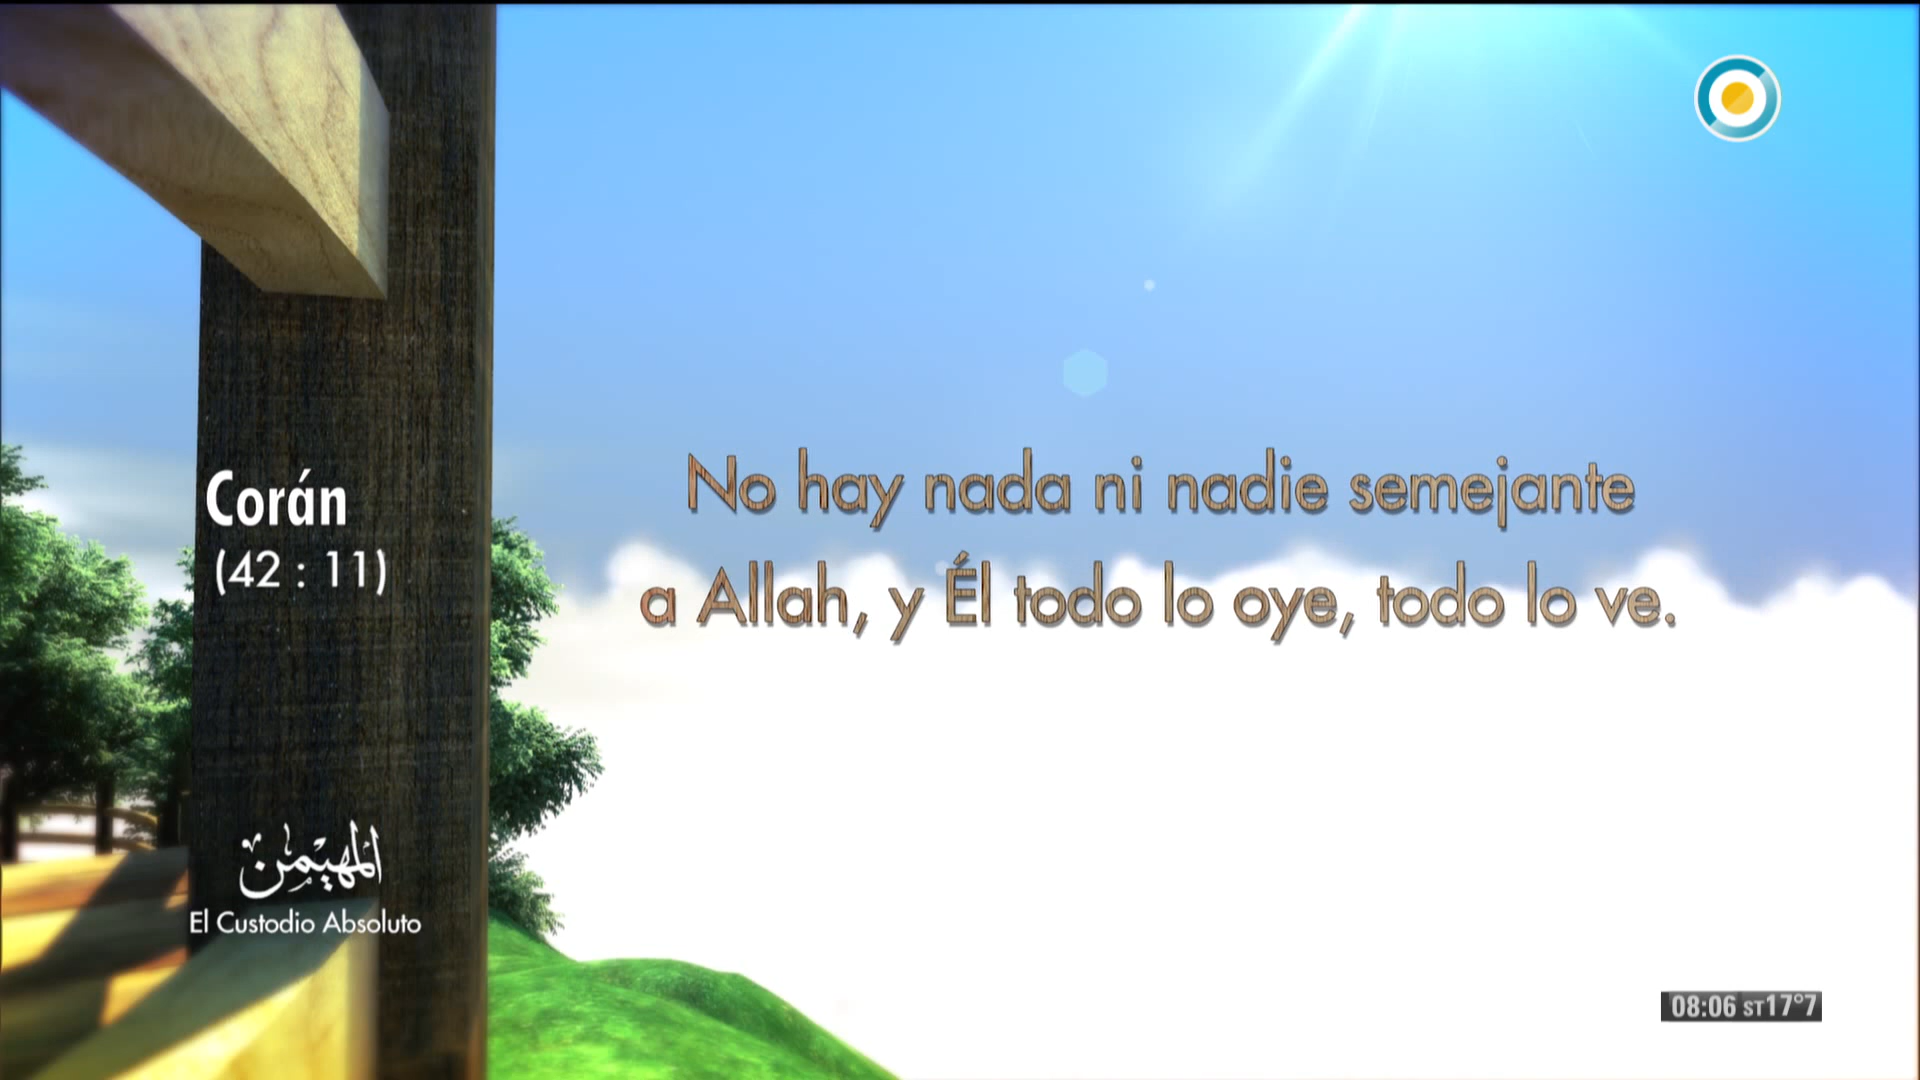 Corán
(42 : 11)
No hay nada ni nadie semejante
a Allah, y Él todo lo oye, todo lo ve.
المهيمن
El Custodio Absoluto
08:06 ST17°7